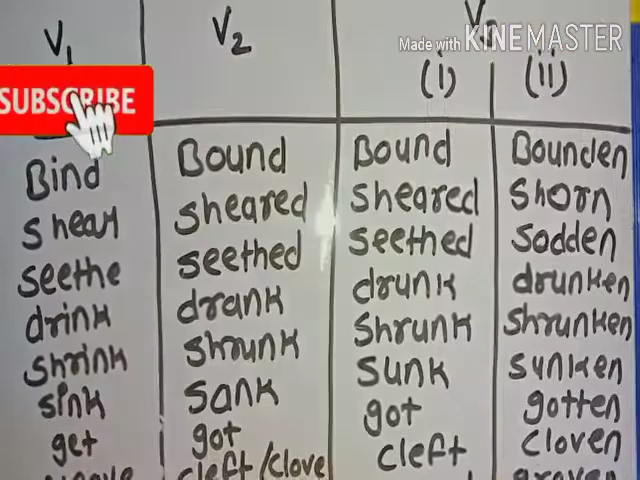 V1 V2 V3
Made with KINEMASTER
(i) (ii)
SUBSCRIBE
Bind Bound Bound Bounden
shear sheared sheared shorn
seethe seethed seethed sodden
drink drank drunk drunken
shrink shrunk shrunk shrunken
sink sank sunk sunken
get got got gotten
cleft/clove cleft cloven
graven